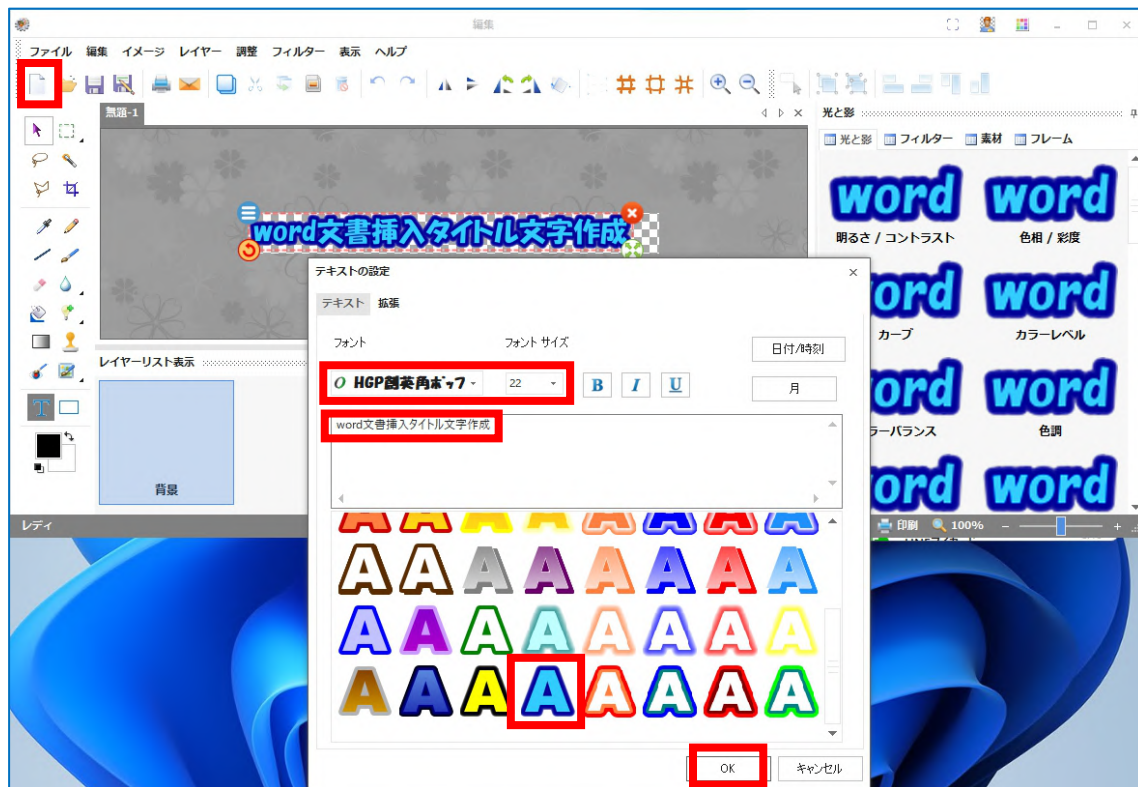 編集
ファイル 編集 イメージ レイヤー 調整 フィルター 表示 ヘルプ
無題-1
光と影
光と影 フィルター 素材 フレーム
word文書挿入タイトル文字作成
word word
明るさ / コントラスト 色相 / 彩度
テキストの設定
テキスト 拡張
フォント フォント サイズ
日付/時刻
HGP創英角ポップ 22 B I U
月
word文書挿入タイトル文字作成
ord word
カーブ カラーレベル
ord word
ラーバランス 色調
ord word
レイヤーリスト表示
T
背景
A A A A A A A A
A A A A A A A A
A A A A A A A A
A A A A A A A A
レディ
印刷 100%
OK キャンセル